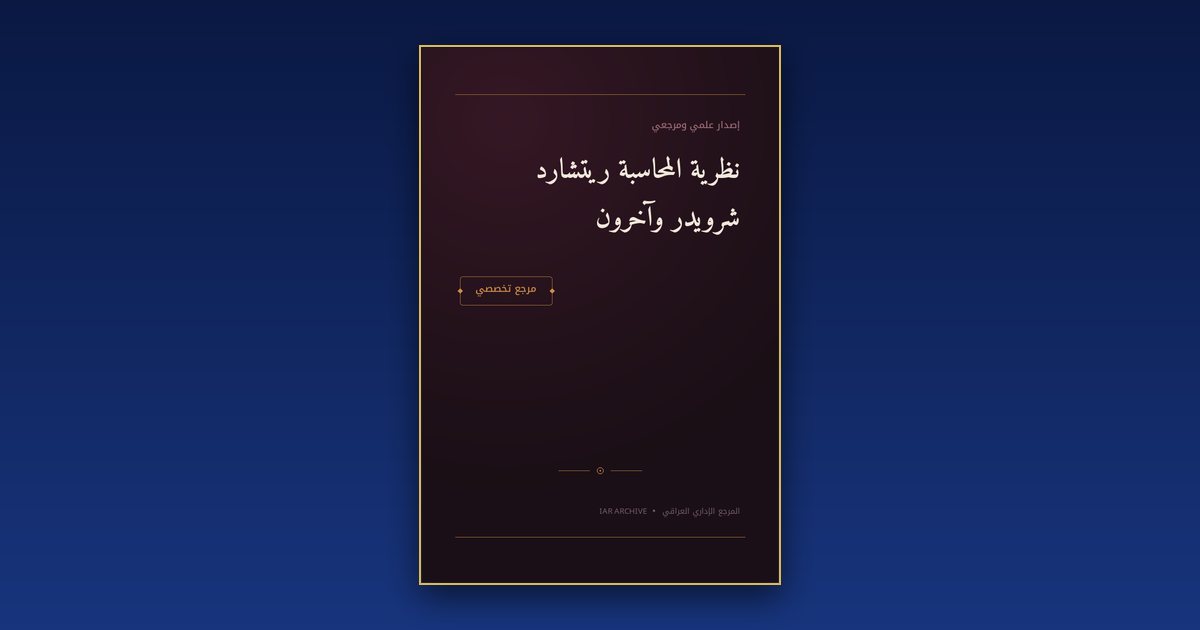 إصدار علمي ومرجعي
نظرية المحاسبة ريتشارد
شرويدر وآخرون
مرجع تخصصي
المرجع الإداري العراقي • IAR ARCHIVE